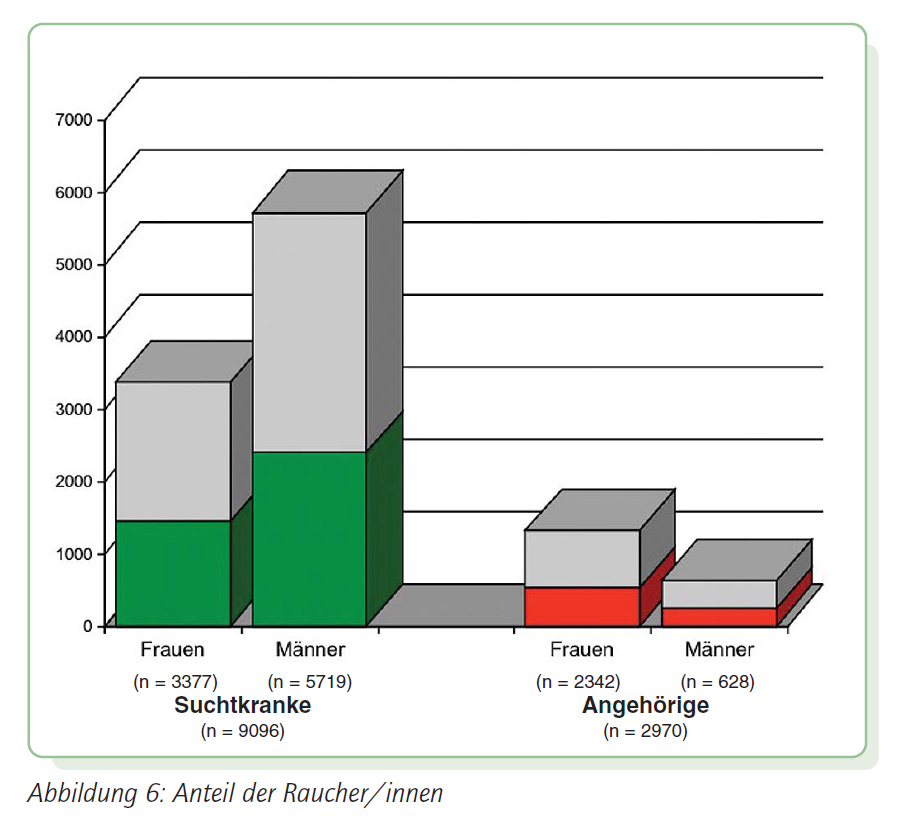 7000
6000
5000
4000
3000
2000
1000
0
Frauen Männer Frauen Männer
(n = 3377) (n = 5719) (n = 2342) (n = 628)
Suchtkranke Angehörige
(n = 9096) (n = 2970)
Abbildung 6: Anteil der Raucher/innen